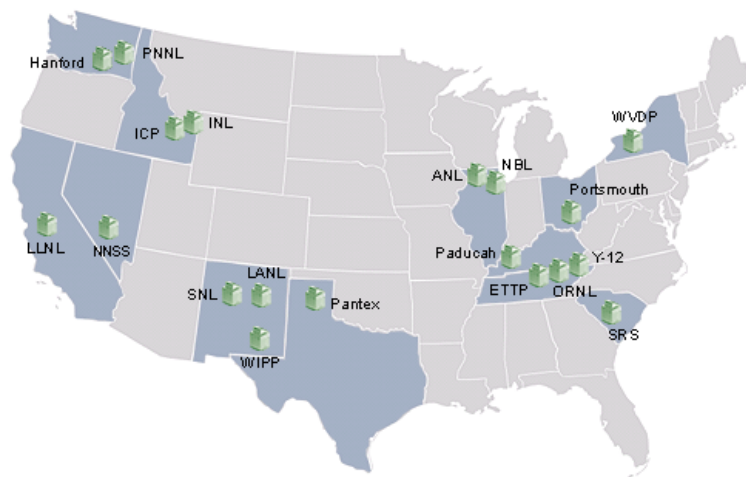 PNNL
Hanford
INL
ICP
WVDP
NBL
ANL
Portsmouth
LLNL
NNSS
Paducah
Y-12
LANL
SNL
Pantex
ETTP
ORNL
SRS
WIPP